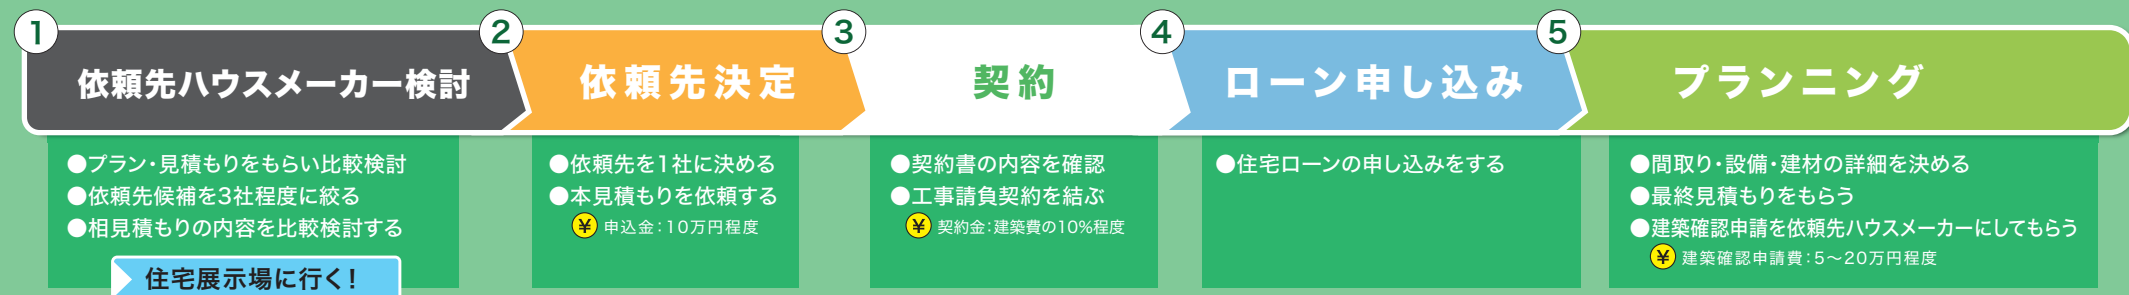 1
依頼先ハウスメーカー検討
●プラン・見積もりをもらい比較検討
●依頼先候補を3社程度に絞る
●相見積もりの内容を比較検討する
住宅展示場に行く!
2
依頼先決定
●依頼先を1社に決める
●本見積もりを依頼する
¥ 申込金:10万円程度
3
契約
●契約書の内容を確認
●工事請負契約を結ぶ
¥ 契約金:建築費の10%程度
4
ローン申し込み
●住宅ローンの申し込みをする
5
プランニング
●間取り・設備・建材の詳細を決める
●最終見積もりをもらう
●建築確認申請を依頼先ハウスメーカーにしてもらう
¥ 建築確認申請費:5〜20万円程度